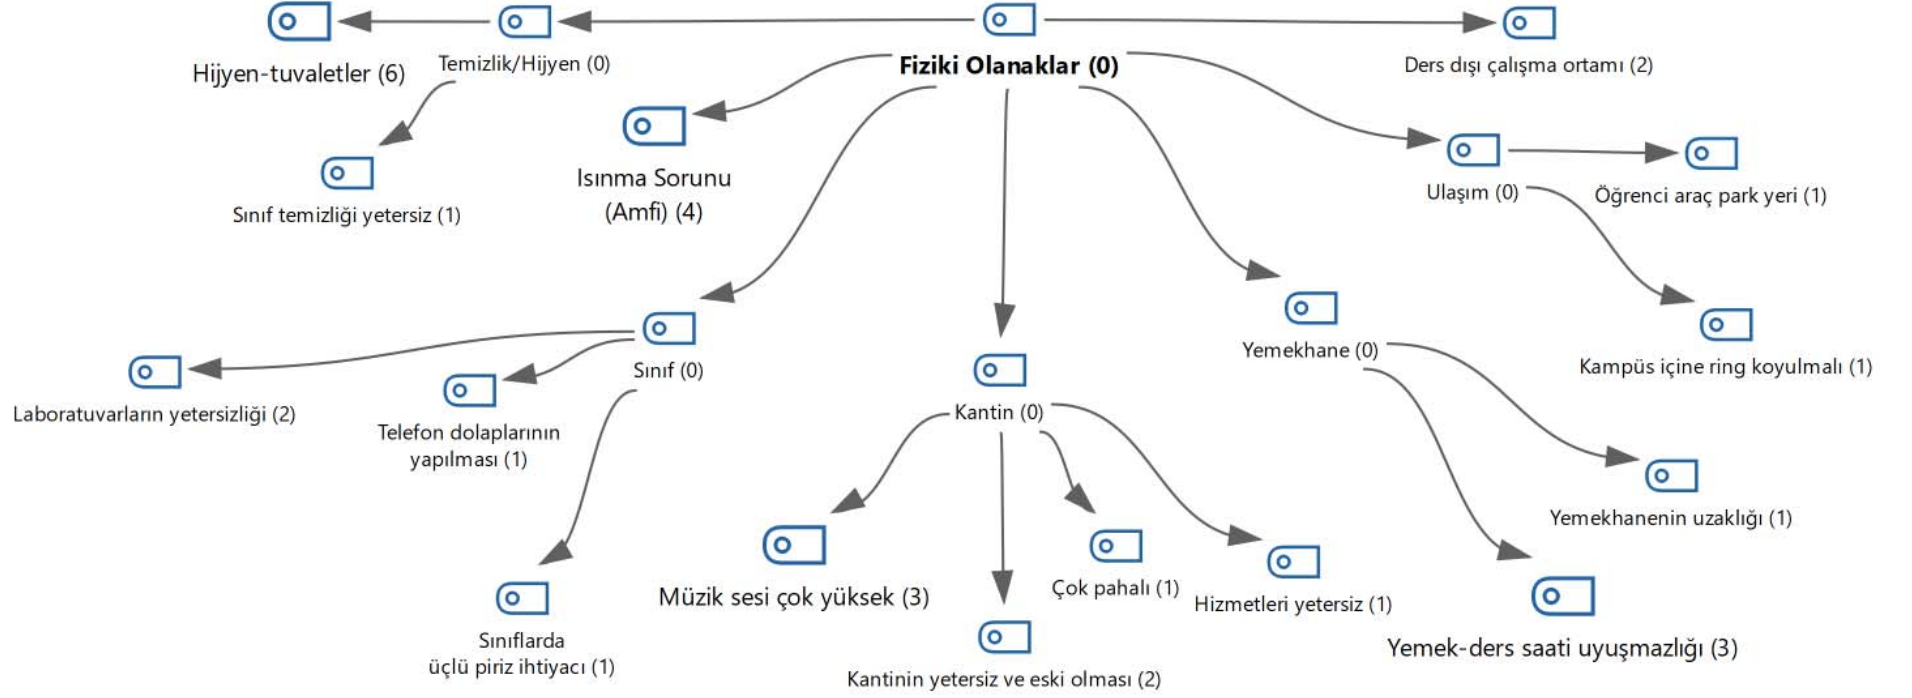 Fiziki Olanaklar (0)
Temizlik/Hijyen (0)
Hijyen-tuvaletler (6)
Sınıf temizliği yetersiz (1)
Isınma Sorunu
(Amfi) (4)
Ders dışı çalışma ortamı (2)
Ulaşım (0)
Öğrenci araç park yeri (1)
Kampüs içine ring koyulmalı (1)
Sınıf (0)
Laboratuvarların yetersizliği (2)
Telefon dolaplarının
yapılması (1)
Sınıflarda
üçlü piriz ihtiyacı (1)
Kantin (0)
Müzik sesi çok yüksek (3)
Kantinin yetersiz ve eski olması (2)
Çok pahalı (1)
Hizmetleri yetersiz (1)
Yemekhane (0)
Yemekhanenin uzaklığı (1)
Yemek-ders saati uyuşmazlığı (3)